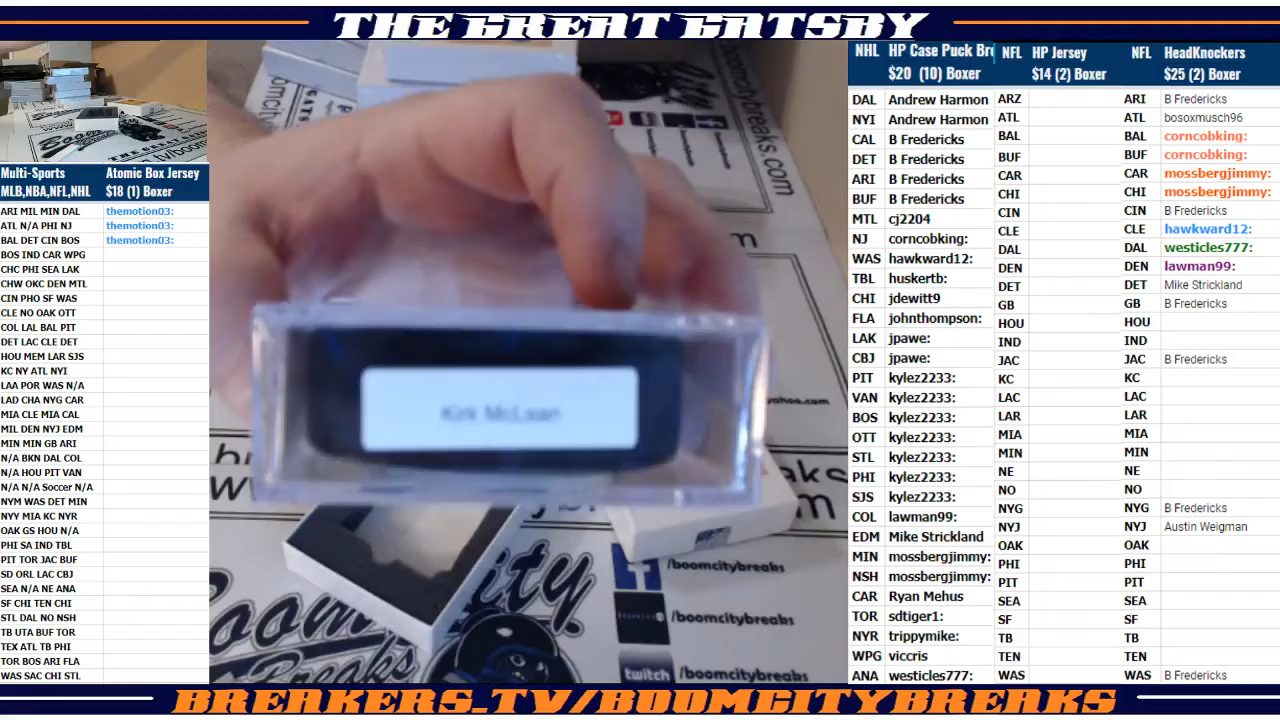 THE GREAT GATSBY
Multi-Sports Atomic Box Jersey
MLB,NBA,NFL,NHL $18 (1) Boxer
ARI MIL MIN DAL themotion03:
ATL N/A PHI NJ themotion03:
BAL DET CIN BOS themotion03:
BOS IND CAR WPG
CHC PHI SEA LAK
CHW OKC DEN MTL
CIN PHO SF WAS
CLE NO OAK OTT
COL LAL BAL PIT
DET LAC CLE DET
HOU MEM LAR SJS
KC NY ATL NYI
LAA POR WAS N/A
LAD CHA NYG CAR
MIA CLE MIA CAL
MIL DEN NYJ EDM
MIN MIN GB ARI
N/A BKN DAL COL
N/A HOU PIT VAN
N/A N/A Soccer N/A
NYM WAS DET MIN
NYY MIA KC NYR
OAK GS HOU N/A
PHI SA IND TBL
PIT TOR JAC BUF
SD ORL LAC CBJ
SEA N/A NE ANA
SF CHI TEN CHI
STL DAL NO NSH
TB UTA BUF TOR
TEX ATL TB PHI
TOR BOS ARI FLA
WAS SAC CHI STL
Kirk McLean
/boomcitybreaks
/boomcitybreaks
twitch /boomcitybreaks
Boom City
Breaks
NHL HP Case Puck Bre
$20 (10) Boxer
DAL Andrew Harmon
NYI Andrew Harmon
CAL B Fredericks
DET B Fredericks
ARI B Fredericks
BUF B Fredericks
MTL cj2204
NJ corncobking:
WAS hawkward12:
TBL huskertb:
CHI jdewitt9
FLA johnthompson:
LAK jpawe:
CBJ jpawe:
PIT kylez2233:
VAN kylez2233:
BOS kylez2233:
OTT kylez2233:
STL kylez2233:
PHI kylez2233:
SJS kylez2233:
COL lawman99:
EDM Mike Strickland
MIN mossbergjimmy:
NSH mossbergjimmy:
CAR Ryan Mehus
TOR sdtiger1:
NYR trippymike:
WPG viccris
ANA westicles777:
NFL HP Jersey
$14 (2) Boxer
ARZ
ATL
BAL
BUF
CAR
CHI
CIN
CLE
DAL
DEN
DET
GB
HOU
IND
JAC
KC
LAC
LAR
MIA
MIN
NE
NO
NYG
NYJ
OAK
PHI
PIT
SEA
SF
TB
TEN
WAS
NFL HeadKnockers
$25 (2) Boxer
ARI B Fredericks
ATL bosoxmusch96
BAL corncobking:
BUF corncobking:
CAR mossbergjimmy:
CHI mossbergjimmy:
CIN B Fredericks
CLE hawkward12:
DAL westicles777:
DEN lawman99:
DET Mike Strickland
GB B Fredericks
HOU
IND
JAC B Fredericks
KC
LAC
LAR
MIA
MIN
NE
NO
NYG B Fredericks
NYJ Austin Weigman
OAK
PHI
PIT
SEA
SF
TB
TEN
WAS B Fredericks
BREAKERS.TV/BOOMCITYBREAKS